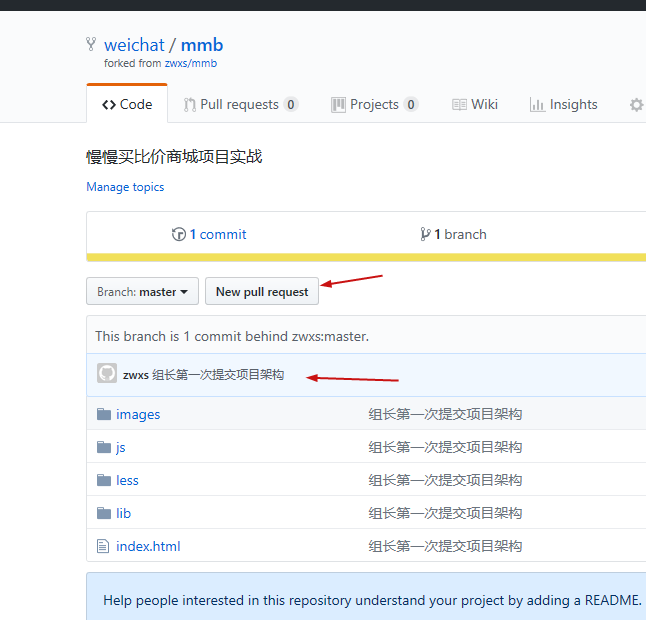 weichat / mmb
forked from zwxs/mmb
Code Pull requests 0 Projects 0 Wiki Insights
慢慢买比价商城项目实战
Manage topics
1 commit 1 branch
Branch: master New pull request
This branch is 1 commit behind zwxs:master.
zwxs 组长第一次提交项目架构
images 组长第一次提交项目架构
js 组长第一次提交项目架构
less 组长第一次提交项目架构
lib 组长第一次提交项目架构
index.html 组长第一次提交项目架构
Help people interested in this repository understand your project by adding a README.